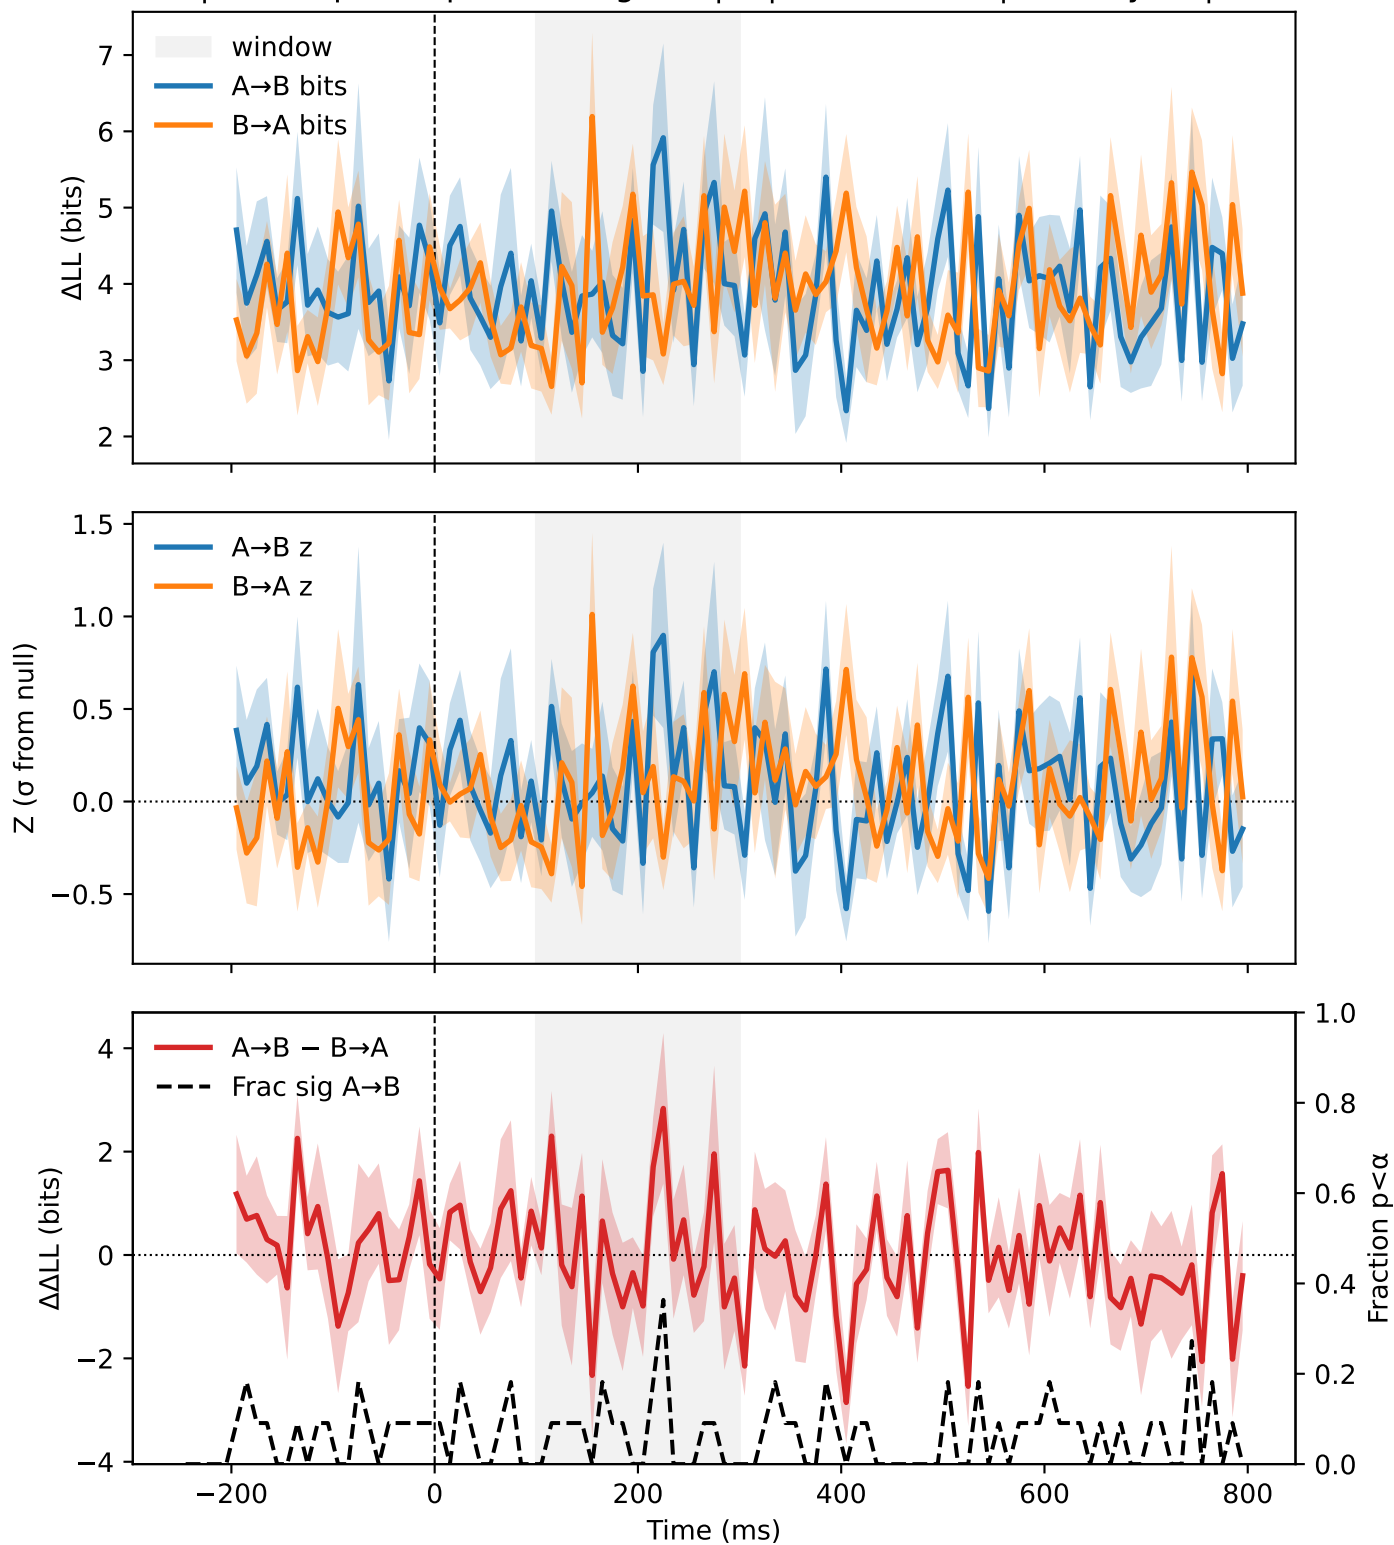 7
6
5
4
3
2
ΔLL (bits)
window
A→B bits
B→A bits
1.5
1.0
0.5
0.0
−0.5
Z (σ from null)
A→B z
B→A z
4
2
0
−2
−4
ΔΔLL (bits)
A→B − B→A
Frac sig A→B
1.0
0.8
0.6
0.4
0.2
0.0
Fraction p<α
−200
0
200
400
600
800
Time (ms)